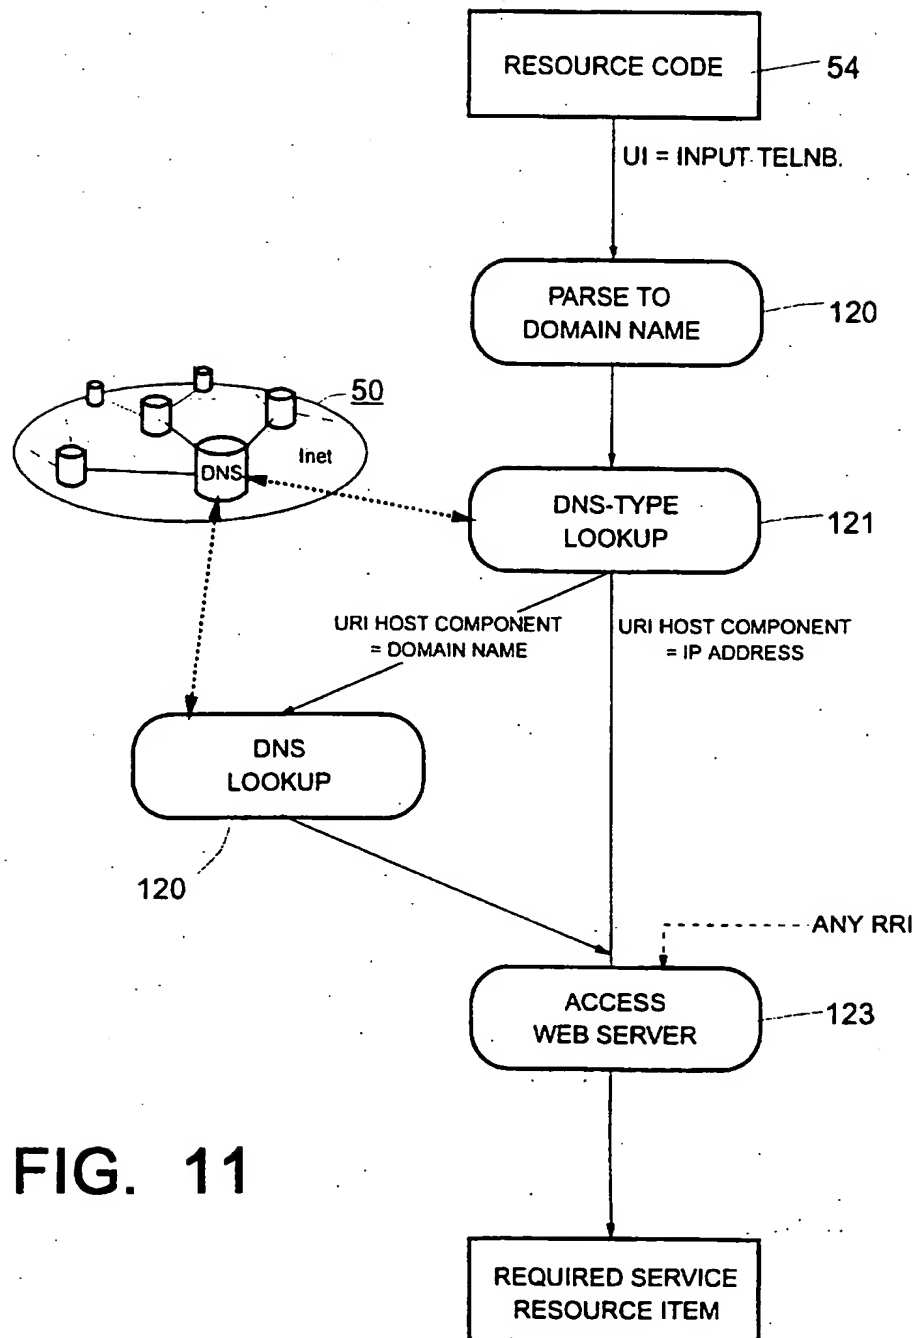 RESOURCE CODE
54
UI = INPUT TELNB.
PARSE TO
DOMAIN NAME
120
50
DNS
Inet
DNS-TYPE
LOOKUP
121
URI HOST COMPONENT
= DOMAIN NAME
URI HOST COMPONENT
= IP ADDRESS
DNS
LOOKUP
120
ANY RRI
ACCESS
WEB SERVER
123
FIG. 11
REQUIRED SERVICE
RESOURCE ITEM